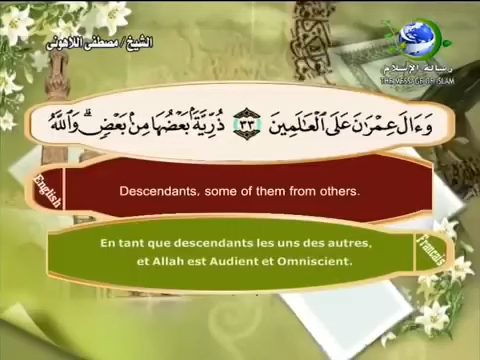 الشيخ / مصطفى اللاهونى
رسالة الإسلام
THE MESSAGE OF ISLAM
وَءَالَ عِمْرَٰنَ عَلَى ٱلْعَٰلَمِينَ ٣٣ ذُرِّيَّةًۢ بَعْضُهَا مِنۢ بَعْضٍۗ وَٱللَّهُ
English
Descendants, some of them from others.
En tant que descendants les uns des autres,
et Allah est Audient et Omniscient.
Francais